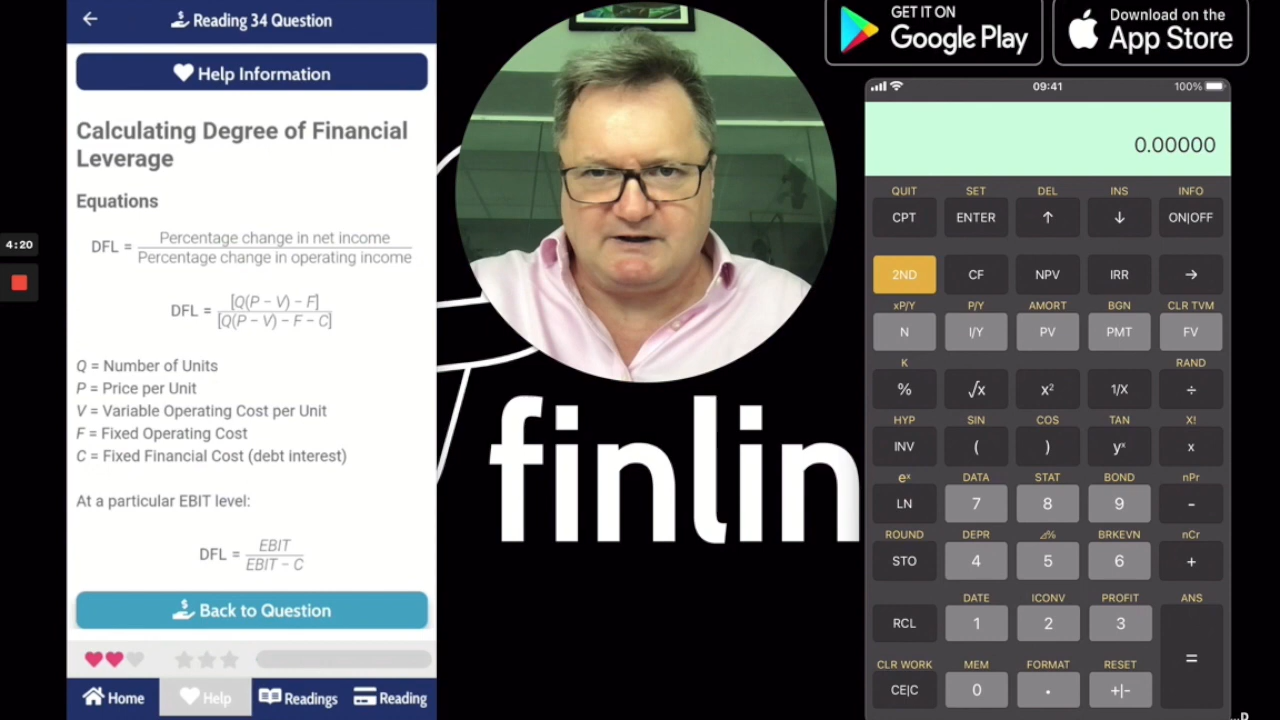 Reading 34 Question
Help Information
Calculating Degree of Financial
Leverage
Equations
DFL = Percentage change in net income
Percentage change in operating income
DFL = [Q(P − V) − F]
[Q(P − V) − F − C]
Q = Number of Units
P = Price per Unit
V = Variable Operating Cost per Unit
F = Fixed Operating Cost
C = Fixed Financial Cost (debt interest)
At a particular EBIT level:
DFL = EBIT
EBIT − C
Back to Question
Home Help Readings Reading
4:20
finlin
GET IT ON
Google Play
Download on the
App Store
09:41 100%
0.00000
QUIT SET DEL INS INFO
CPT ENTER ↑ ↓ ON|OFF
2ND CF NPV IRR →
xP/Y P/Y AMORT BGN CLR TVM
N I/Y PV PMT FV
K RAND
% √x x² 1/X ÷
HYP SIN COS TAN X!
INV ( ) yˣ x
eˣ DATA STAT BOND nPr
LN 7 8 9 -
ROUND DEPR ⊿% BRKEVN nCr
STO 4 5 6 +
DATE ICONV PROFIT ANS
RCL 1 2 3 =
CLR WORK MEM FORMAT RESET
CE|C 0 . +|-